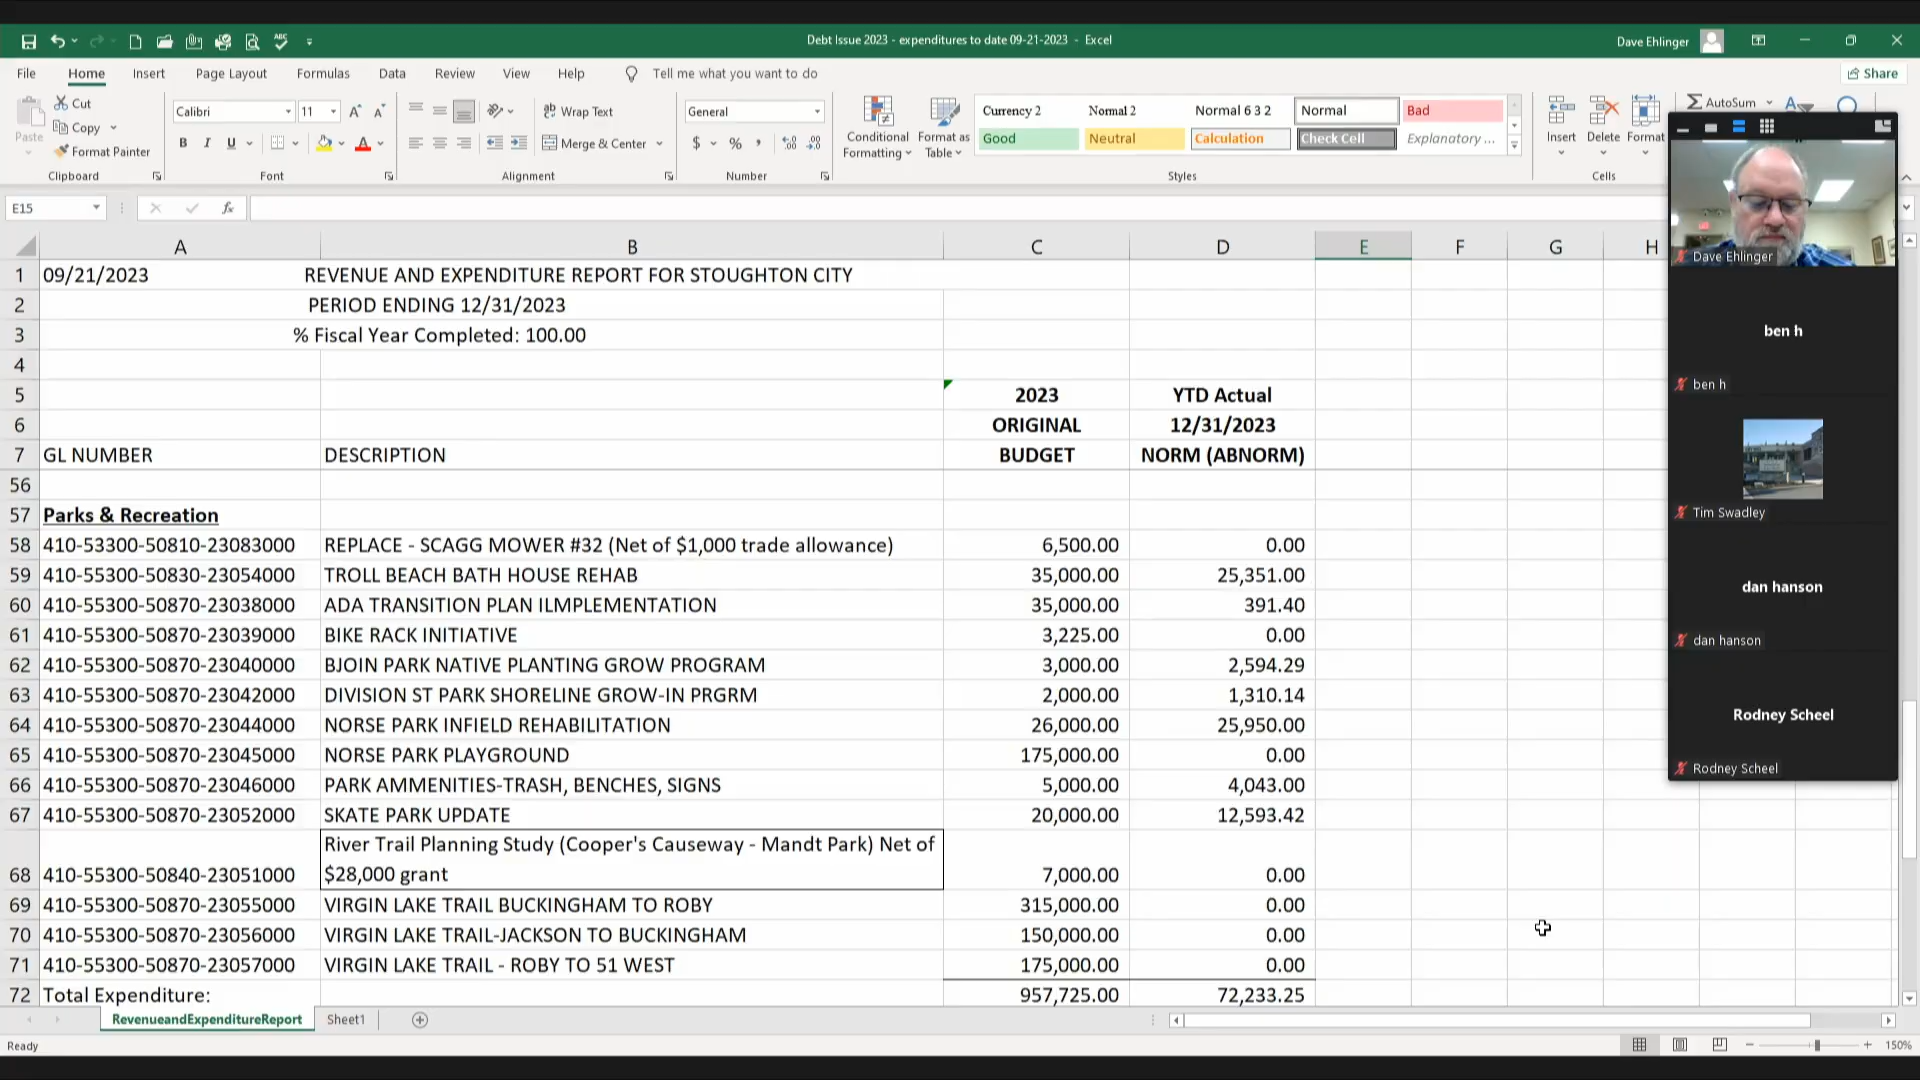 Debt Issue 2023 - expenditures to date 09-21-2023 - Excel
Dave Ehlinger
File Home Insert Page Layout Formulas Data Review View Help Tell me what you want to do
Share
Paste
Cut
Copy
Format Painter
Clipboard
Calibri 11
B I U
Font
Wrap Text
Merge & Center
Alignment
General
$ % ,
Number
Conditional Formatting
Format as Table
Currency 2 Normal 2 Normal 6 3 2 Normal Bad
Good Neutral Calculation Check Cell Explanatory ...
Styles
Insert Delete Format
Cells
AutoSum
E15
fx
A B C D E F G H
1 09/21/2023 REVENUE AND EXPENDITURE REPORT FOR STOUGHTON CITY
2 PERIOD ENDING 12/31/2023
3 % Fiscal Year Completed: 100.00
4
5 2023 YTD Actual
6 ORIGINAL 12/31/2023
7 GL NUMBER DESCRIPTION BUDGET NORM (ABNORM)
56
57 Parks & Recreation
58 410-53300-50810-23083000 REPLACE - SCAGG MOWER #32 (Net of $1,000 trade allowance) 6,500.00 0.00
59 410-55300-50830-23054000 TROLL BEACH BATH HOUSE REHAB 35,000.00 25,351.00
60 410-55300-50870-23038000 ADA TRANSITION PLAN ILMPLEMENTATION 35,000.00 391.40
61 410-55300-50870-23039000 BIKE RACK INITIATIVE 3,225.00 0.00
62 410-55300-50870-23040000 BJOIN PARK NATIVE PLANTING GROW PROGRAM 3,000.00 2,594.29
63 410-55300-50870-23042000 DIVISION ST PARK SHORELINE GROW-IN PRGRM 2,000.00 1,310.14
64 410-55300-50870-23044000 NORSE PARK INFIELD REHABILITATION 26,000.00 25,950.00
65 410-55300-50870-23045000 NORSE PARK PLAYGROUND 175,000.00 0.00
66 410-55300-50870-23046000 PARK AMMENITIES-TRASH, BENCHES, SIGNS 5,000.00 4,043.00
67 410-55300-50870-23052000 SKATE PARK UPDATE 20,000.00 12,593.42
River Trail Planning Study (Cooper's Causeway - Mandt Park) Net of
68 410-55300-50840-23051000 $28,000 grant 7,000.00 0.00
69 410-55300-50870-23055000 VIRGIN LAKE TRAIL BUCKINGHAM TO ROBY 315,000.00 0.00
70 410-55300-50870-23056000 VIRGIN LAKE TRAIL-JACKSON TO BUCKINGHAM 150,000.00 0.00
71 410-55300-50870-23057000 VIRGIN LAKE TRAIL - ROBY TO 51 WEST 175,000.00 0.00
72 Total Expenditure: 957,725.00 72,233.25
RevenueandExpenditureReport Sheet1
Ready
150%
Dave Ehlinger
ben h
ben h
Tim Swadley
dan hanson
dan hanson
Rodney Scheel
Rodney Scheel